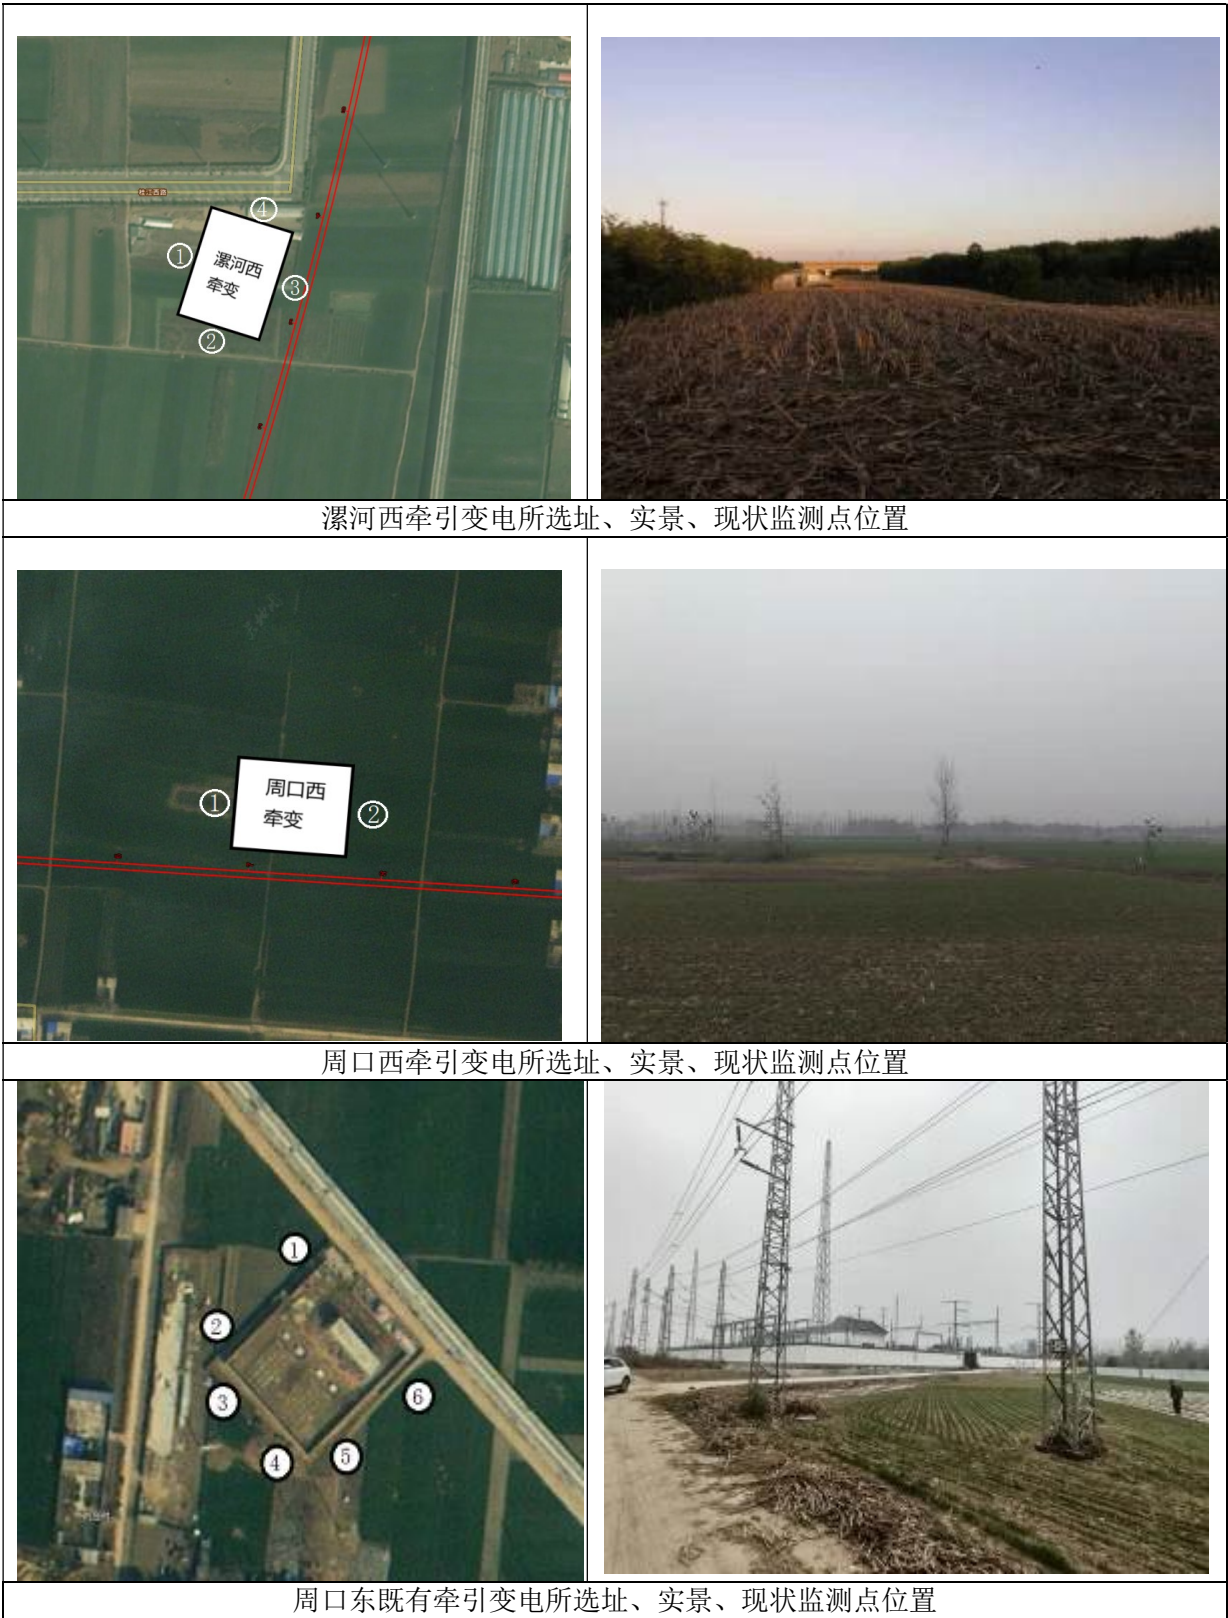 桂江西路
④
①
漯河西
牵变
③
②
漯河西牵引变电所选址、实景、现状监测点位置
周口西
牵变
①
②
周口西牵引变电所选址、实景、现状监测点位置
①
②
③
⑥
④
⑤
周口东既有牵引变电所选址、实景、现状监测点位置